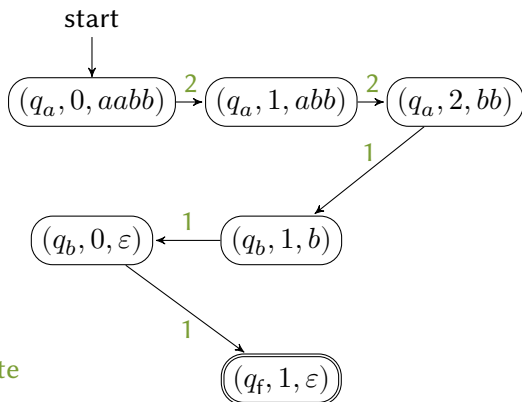 start
(q_a, 0, aabb) 2 (q_a, 1, abb) 2 (q_a, 2, bb)
1
(q_b, 0, ε) 1 (q_b, 1, b)
1
te
(q_f, 1, ε)